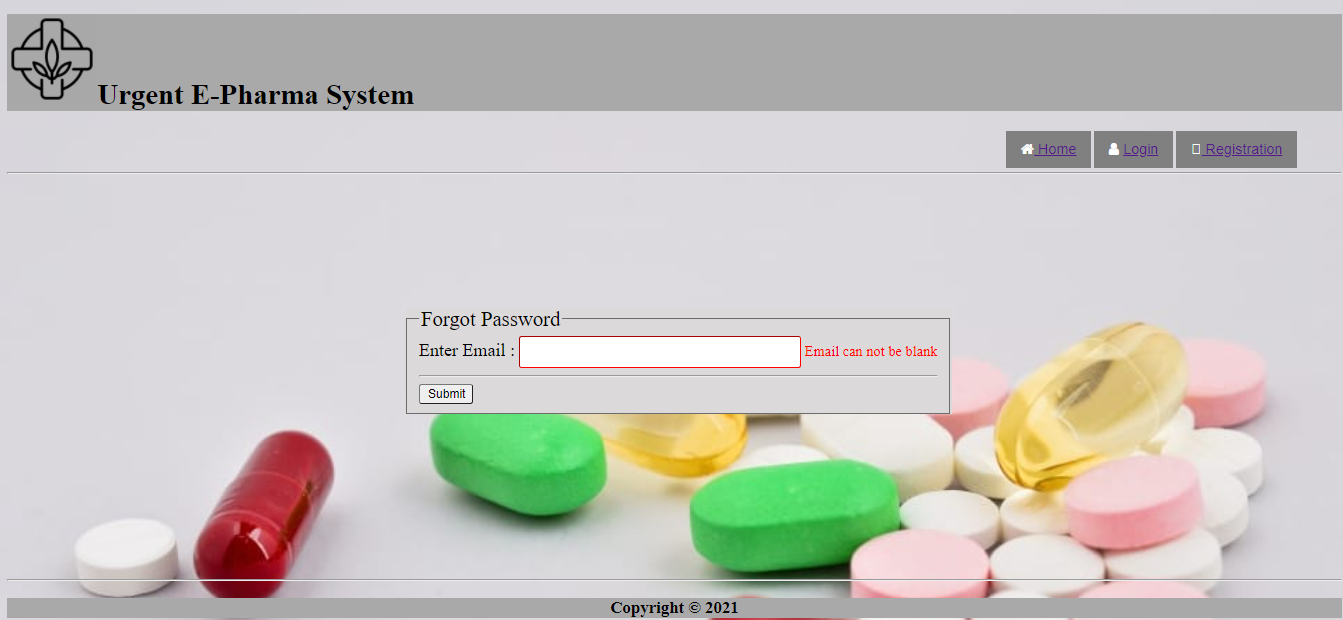 Urgent E-Pharma System
Home Login Registration
Forgot Password
Enter Email : Email can not be blank
Submit
Copyright © 2021